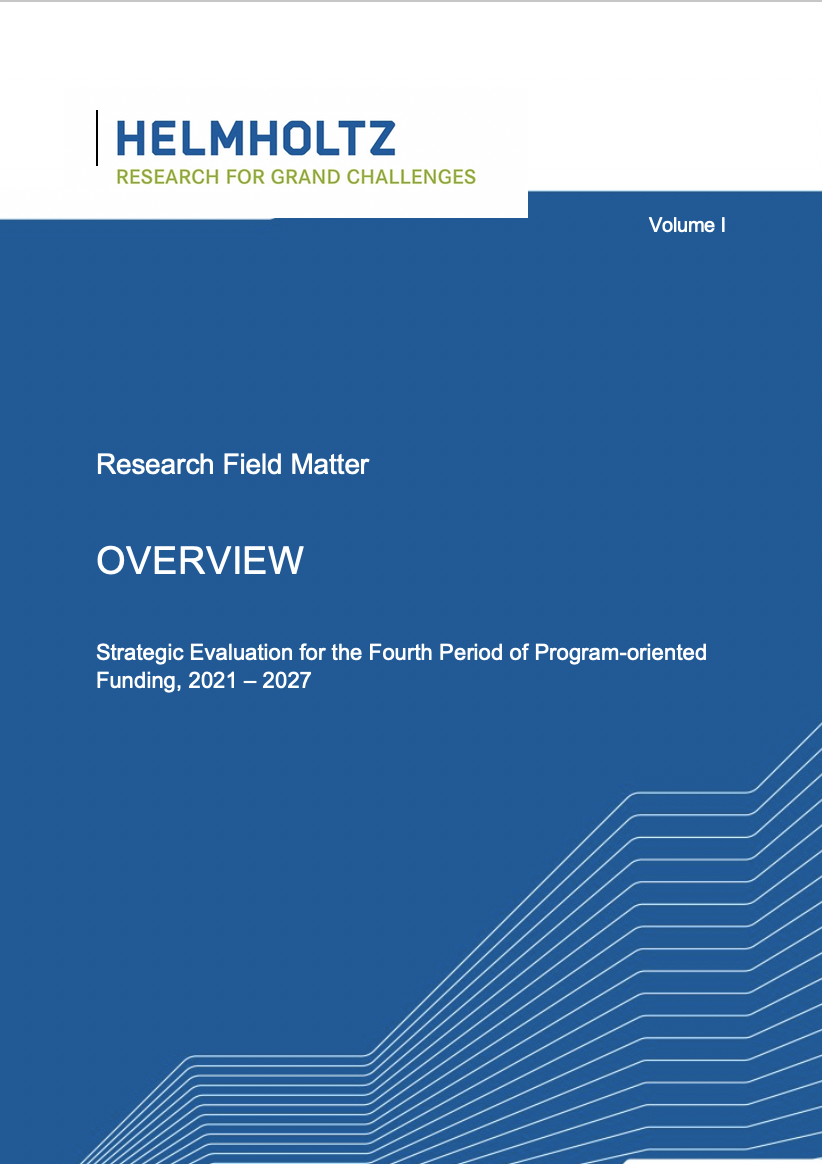 HELMHOLTZ
RESEARCH FOR GRAND CHALLENGES
Volume I
Research Field Matter
OVERVIEW
Strategic Evaluation for the Fourth Period of Program-oriented
Funding, 2021 – 2027